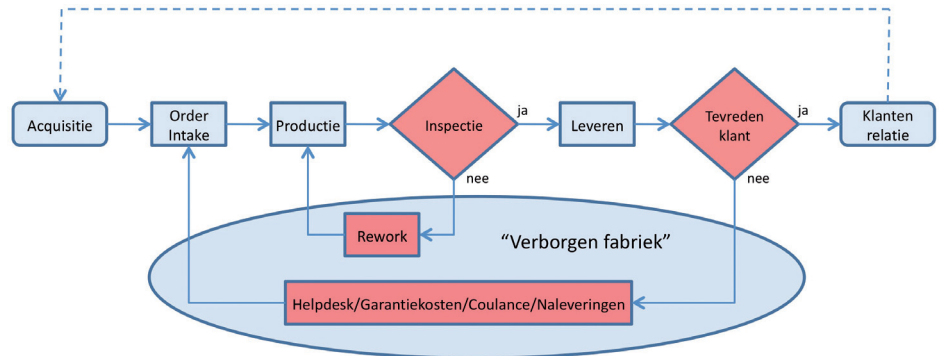 Acquisitie
Order
Intake
Productie
Inspectie
ja
nee
Leveren
Tevreden
klant
ja
nee
Klanten
relatie
Rework
“Verborgen fabriek”
Helpdesk/Garantiekosten/Coulance/Naleveringen